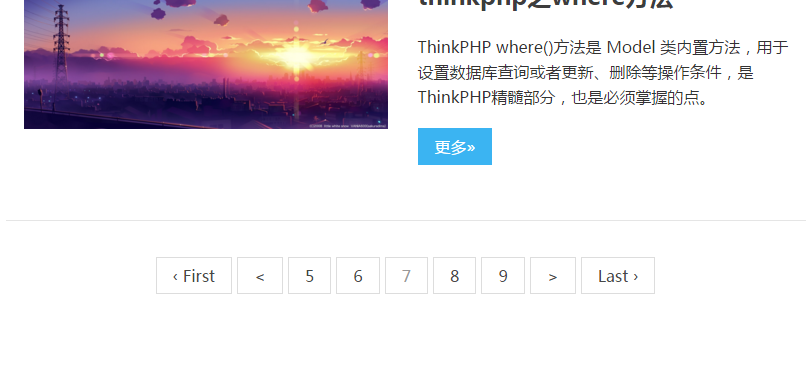 thinkphp之where方法
ThinkPHP where()方法是 Model 类内置方法，用于
设置数据库查询或者更新、删除等操作条件，是
ThinkPHP精髓部分，也是必须掌握的点。
更多»
‹ First < 5 6 7 8 9 > Last ›